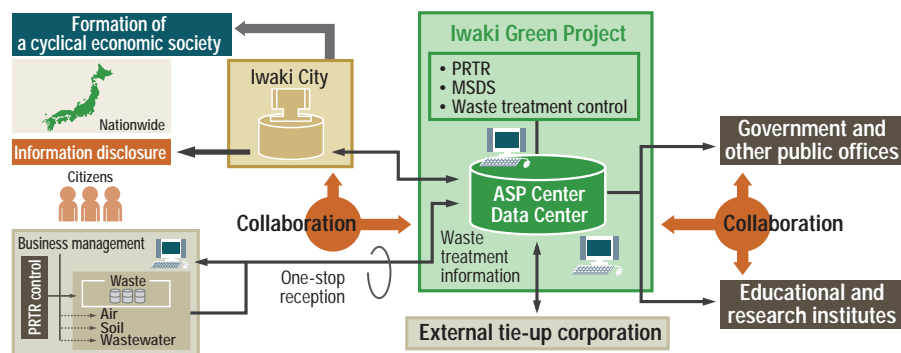 Formation of
a cyclical economic society
Nationwide
Information disclosure
Citizens
Iwaki City
Collaboration
Business management
PRTR control
Waste
Air
Soil
Wastewater
One-stop
reception
Iwaki Green Project
• PRTR
• MSDS
• Waste treatment control
ASP Center
Data Center
Waste
treatment
information
External tie-up corporation
Government and
other public offices
Collaboration
Educational and
research institutes